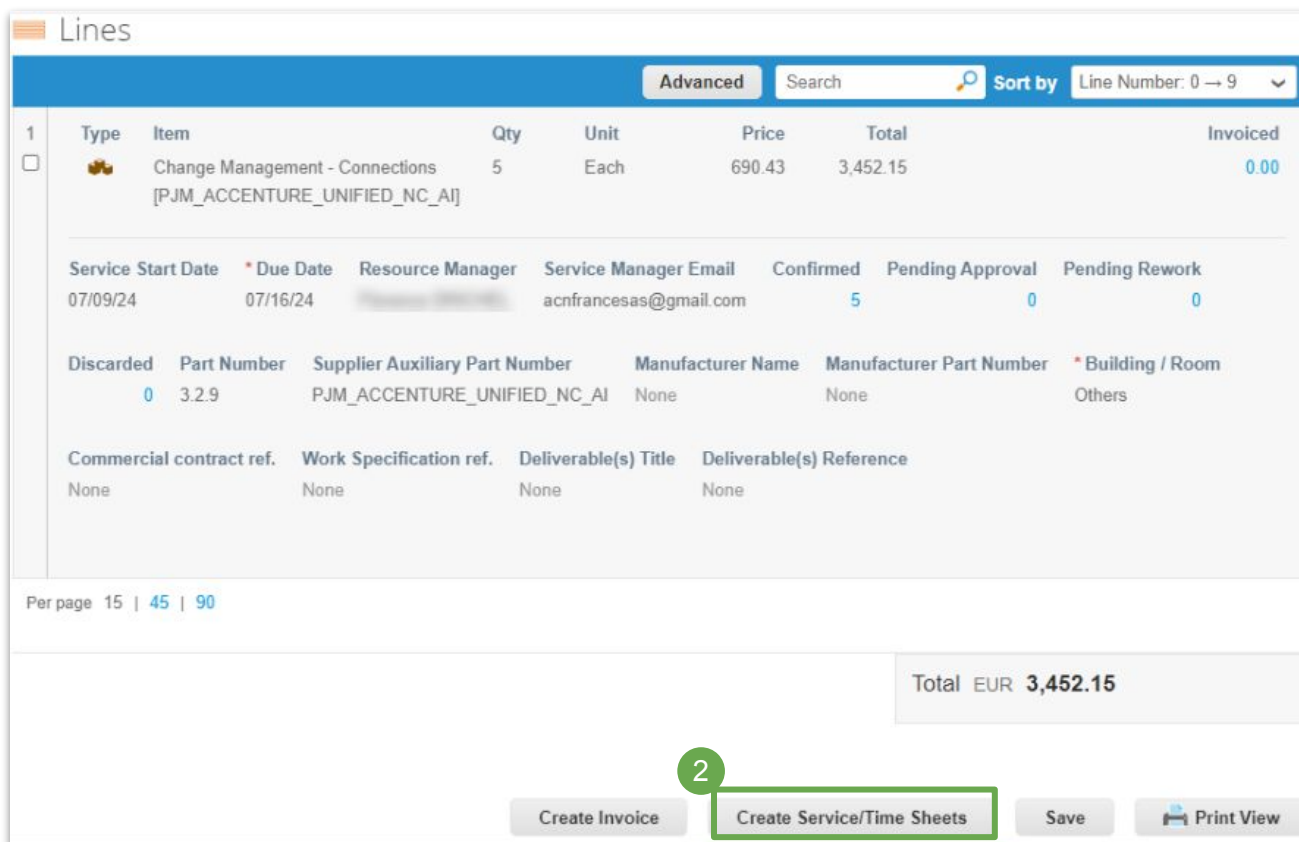 Lines
Advanced Search Sort by Line Number: 0 → 9
1 Type Item Qty Unit Price Total Invoiced
Change Management - Connections 5 Each 690.43 3,452.15 0.00
[PJM_ACCENTURE_UNIFIED_NC_AI]
Service Start Date * Due Date Resource Manager Service Manager Email Confirmed Pending Approval Pending Rework
07/09/24 07/16/24 acnfrancesas@gmail.com 5 0 0
Discarded Part Number Supplier Auxiliary Part Number Manufacturer Name Manufacturer Part Number * Building / Room
0 3.2.9 PJM_ACCENTURE_UNIFIED_NC_AI None None Others
Commercial contract ref. Work Specification ref. Deliverable(s) Title Deliverable(s) Reference
None None None None
Per page 15 | 45 | 90
Total EUR 3,452.15
2
Create Invoice Create Service/Time Sheets Save Print View